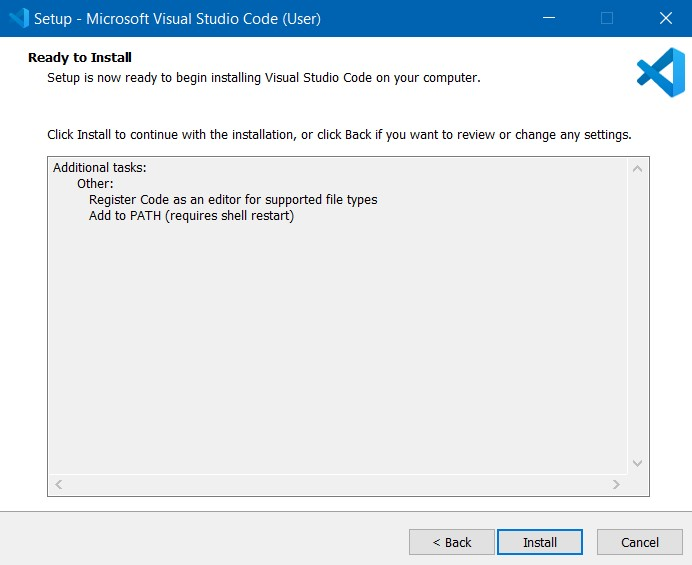 Setup - Microsoft Visual Studio Code (User)
Ready to Install
Setup is now ready to begin installing Visual Studio Code on your computer.
Click Install to continue with the installation, or click Back if you want to review or change any settings.
Additional tasks:
Other:
Register Code as an editor for supported file types
Add to PATH (requires shell restart)
< Back Install Cancel